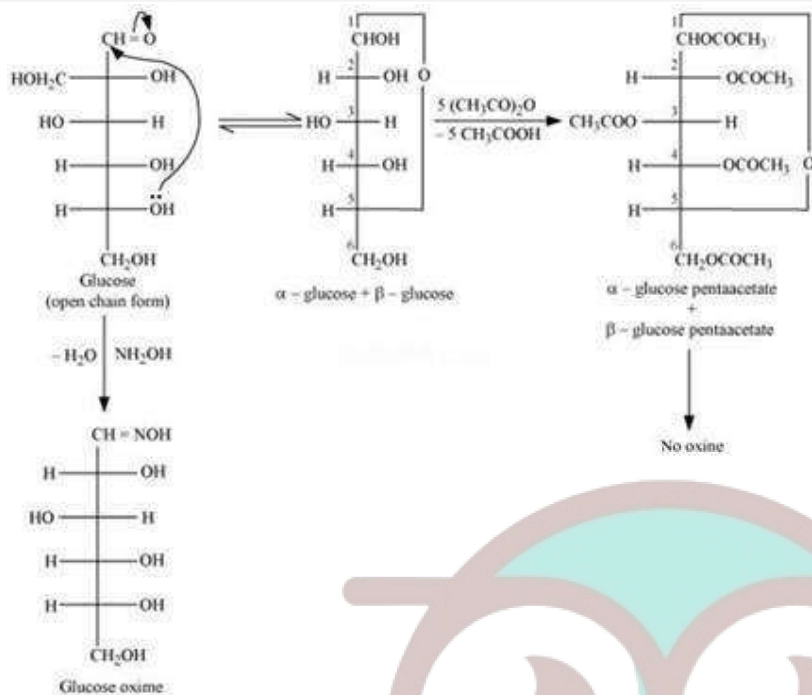 CH = O
HOH₂C OH
HO H
H OH
H ÖH
CH₂OH
Glucose
(open chain form)
1
CHOH
2
H OH O
3
HO H
4
H OH
5
H
6
CH₂OH
α – glucose + β – glucose
5 (CH₃CO)₂O
– 5 CH₃COOH
1
CHOCOCH₃
2
H OCOCH₃
3
CH₃COO H
4
H OCOCH₃ O
5
H
6
CH₂OCOCH₃
α – glucose pentaacetate
+
β – glucose pentaacetate
No oxine
– H₂O NH₂OH
CH = NOH
H OH
HO H
H OH
H OH
CH₂OH
Glucose oxime